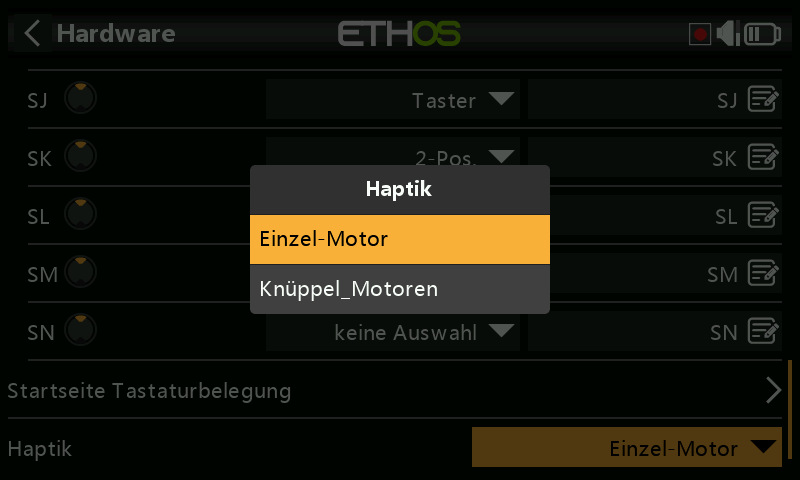 Hardware
ETHOS
SJ Taster SJ
SK 2-Pos. SK
Haptik
SL SL
Einzel-Motor
SM SM
Knüppel_Motoren
SN keine Auswahl SN
Startseite Tastaturbelegung
Haptik Einzel-Motor